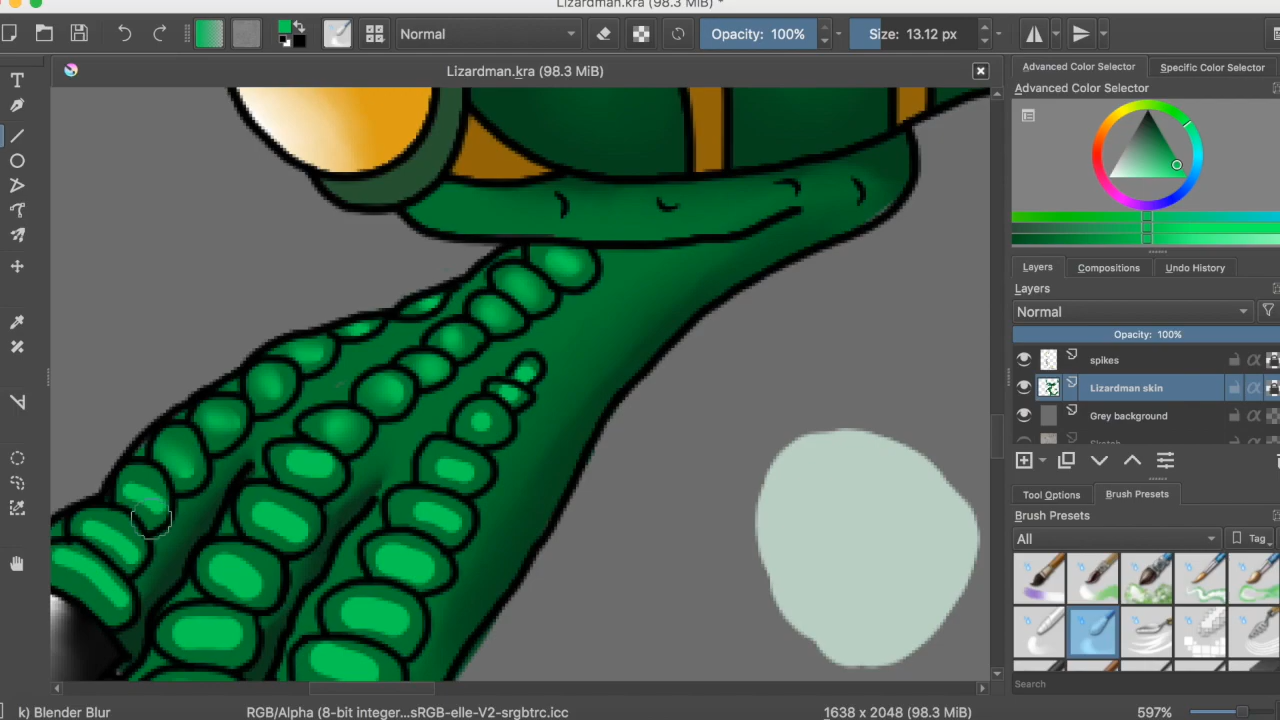 Lizardman.kra (98.3 MiB) *
Normal
Opacity: 100%
Size: 13.12 px
Lizardman.kra (98.3 MiB)
Advanced Color Selector
Specific Color Selector
Advanced Color Selector
Layers
Compositions
Undo History
Layers
Normal
Opacity: 100%
spikes
Lizardman skin
Grey background
Sketch
Tool Options
Brush Presets
Brush Presets
All
Tag
Search
k) Blender Blur
RGB/Alpha (8-bit integer...sRGB-elle-V2-srgbtrc.icc
1638 x 2048 (98.3 MiB)
597%